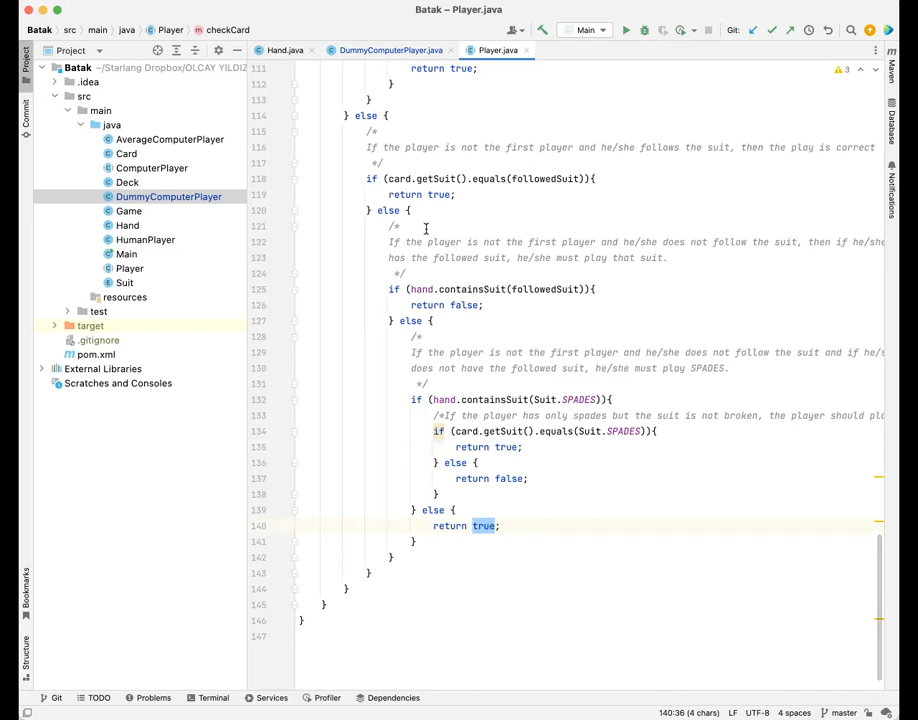 Batak – Player.java
Batak > src > main > java > Player > checkCard
Main
Git:
Project
Hand.java
DummyComputerPlayer.java
Player.java
Batak ~/Starlang Dropbox/OLCAY YILDIZ
.idea
src
main
java
AverageComputerPlayer
Card
ComputerPlayer
Deck
DummyComputerPlayer
Game
Hand
HumanPlayer
Main
Player
Suit
resources
test
target
.gitignore
pom.xml
External Libraries
Scratches and Consoles
111 return true;
112 }
113 }
114 } else {
115 /*
116 If the player is not the first player and he/she follows the suit, then the play is correct
117 */
118 if (card.getSuit().equals(followedSuit)){
119 return true;
120 } else {
121 /*
122 If the player is not the first player and he/she does not follow the suit, then if he/she
123 has the followed suit, he/she must play that suit.
124 */
125 if (hand.containsSuit(followedSuit)){
126 return false;
127 } else {
128 /*
129 If the player is not the first player and he/she does not follow the suit and if he/s
130 does not have the followed suit, he/she must play SPADES.
131 */
132 if (hand.containsSuit(Suit.SPADES)){
133 /*If the player has only spades but the suit is not broken, the player should pl
134 if (card.getSuit().equals(Suit.SPADES)){
135 return true;
136 } else {
137 return false;
138 }
139 } else {
140 return true;
141 }
142 }
143 }
144 }
145 }
146 }
147
3
Project
Commit
Bookmarks
Structure
Maven
Database
Notifications
Git
TODO
Problems
Terminal
Services
Profiler
Dependencies
140:36 (4 chars) LF UTF-8 4 spaces master